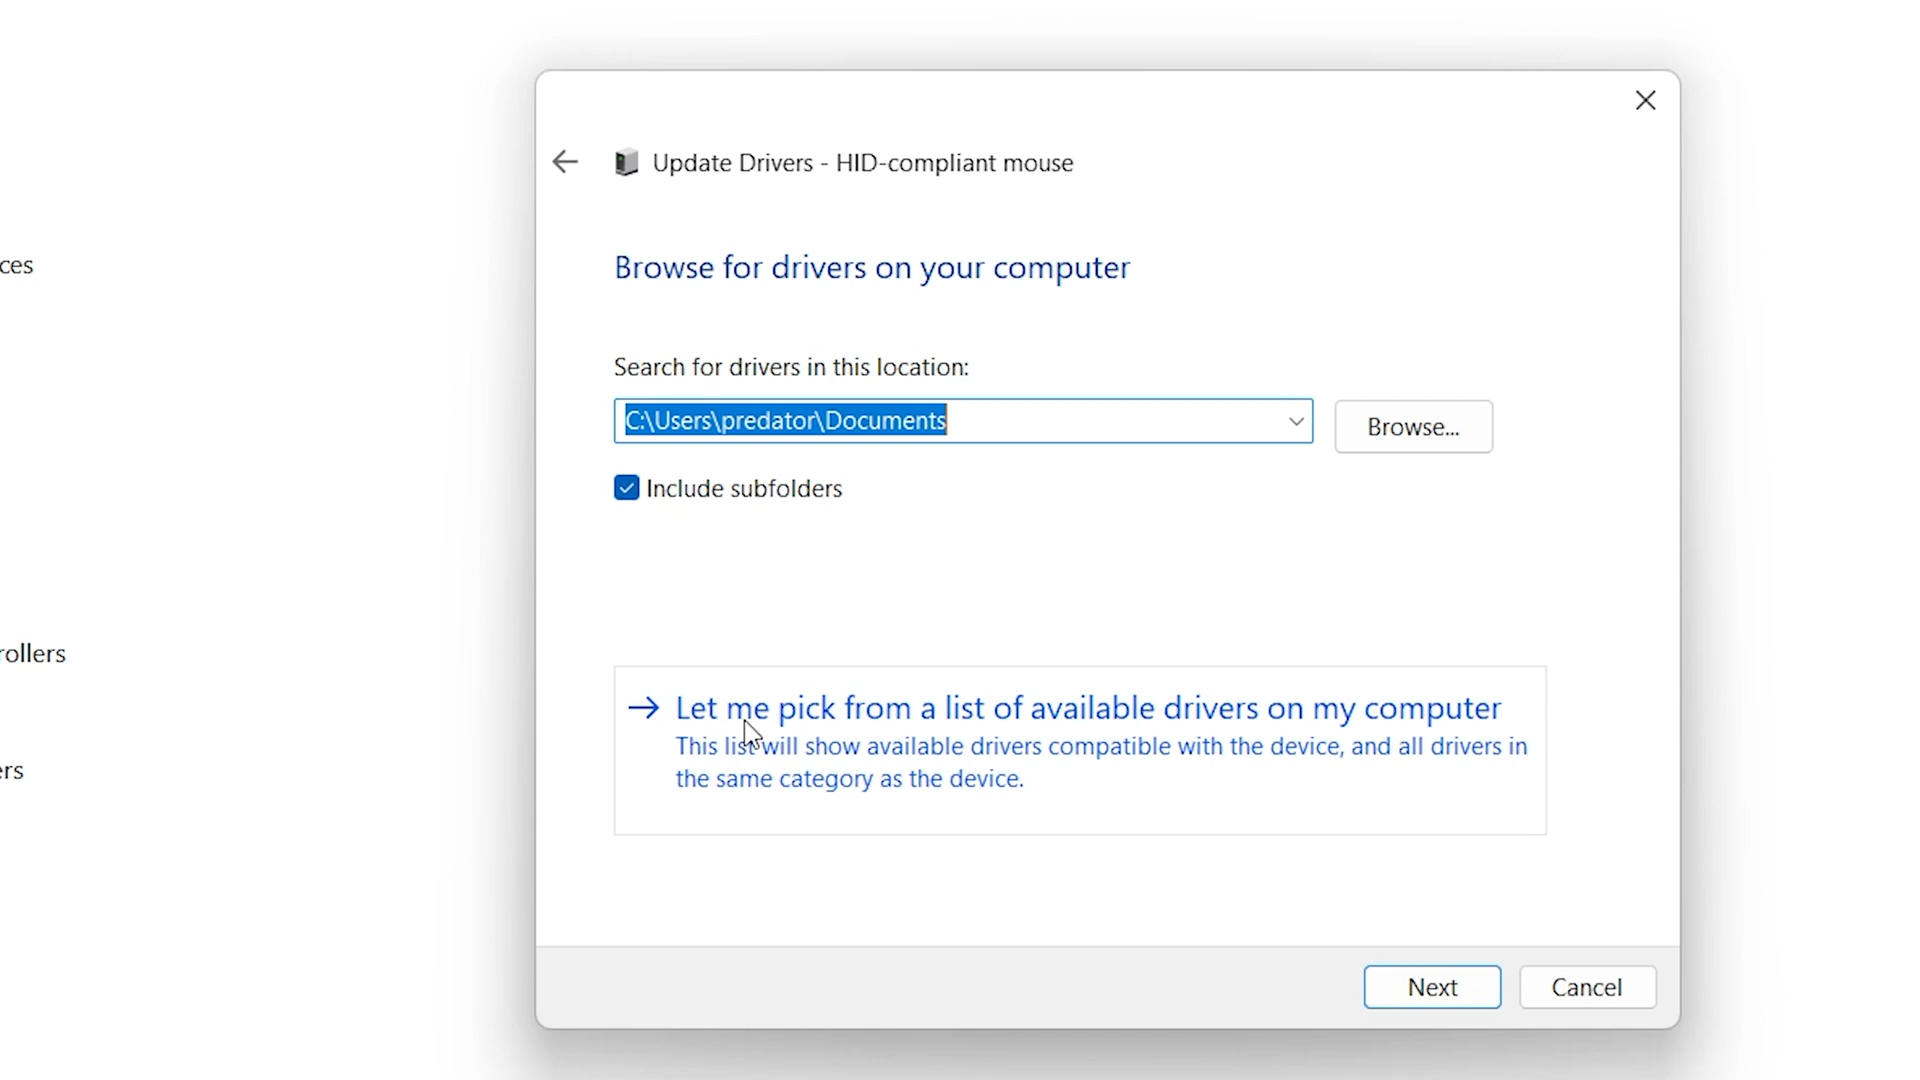 Update Drivers - HID-compliant mouse
ces
Browse for drivers on your computer
Search for drivers in this location:
C:\Users\predator\Documents
Browse...
Include subfolders
rollers
Let me pick from a list of available drivers on my computer
This list will show available drivers compatible with the device, and all drivers in
the same category as the device.
ers
Next
Cancel